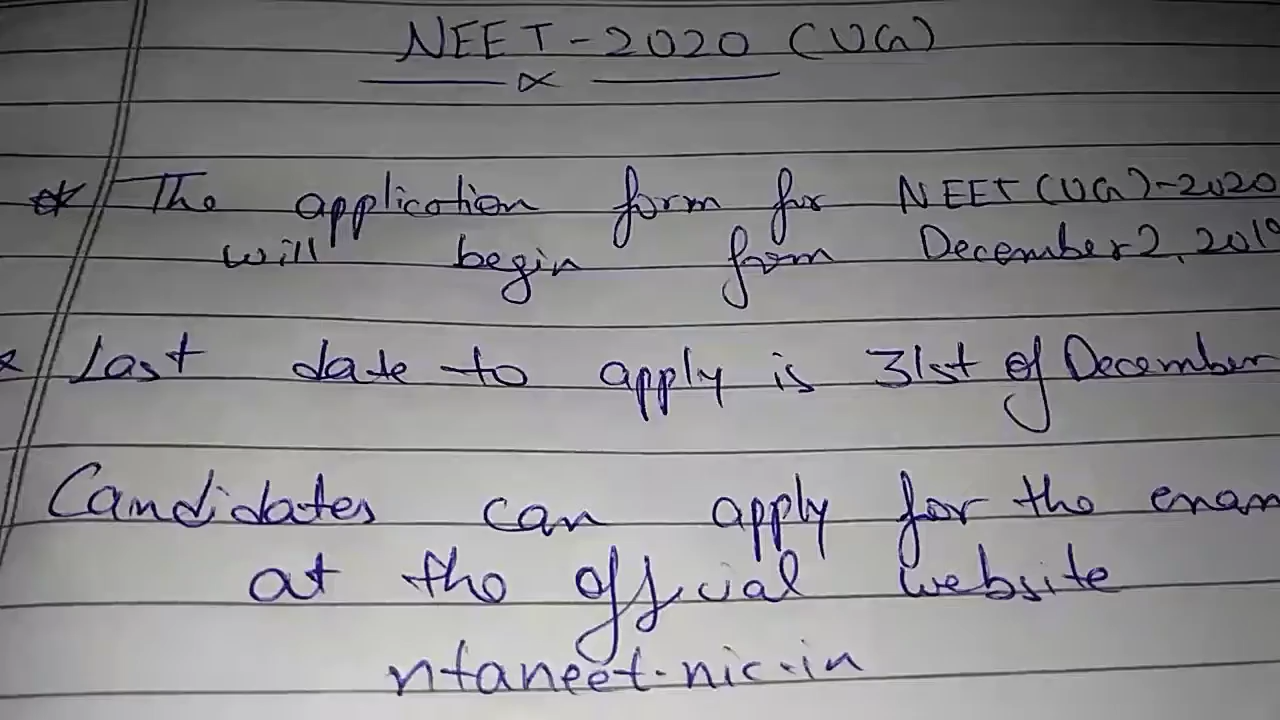 NEET-2020 (UG)
* The application form for NEET(UG)-2020
will begin from December 2, 2019
* Last date to apply is 31st of December
Candidates can apply for the exam
at the official website
ntaneet.nic.in